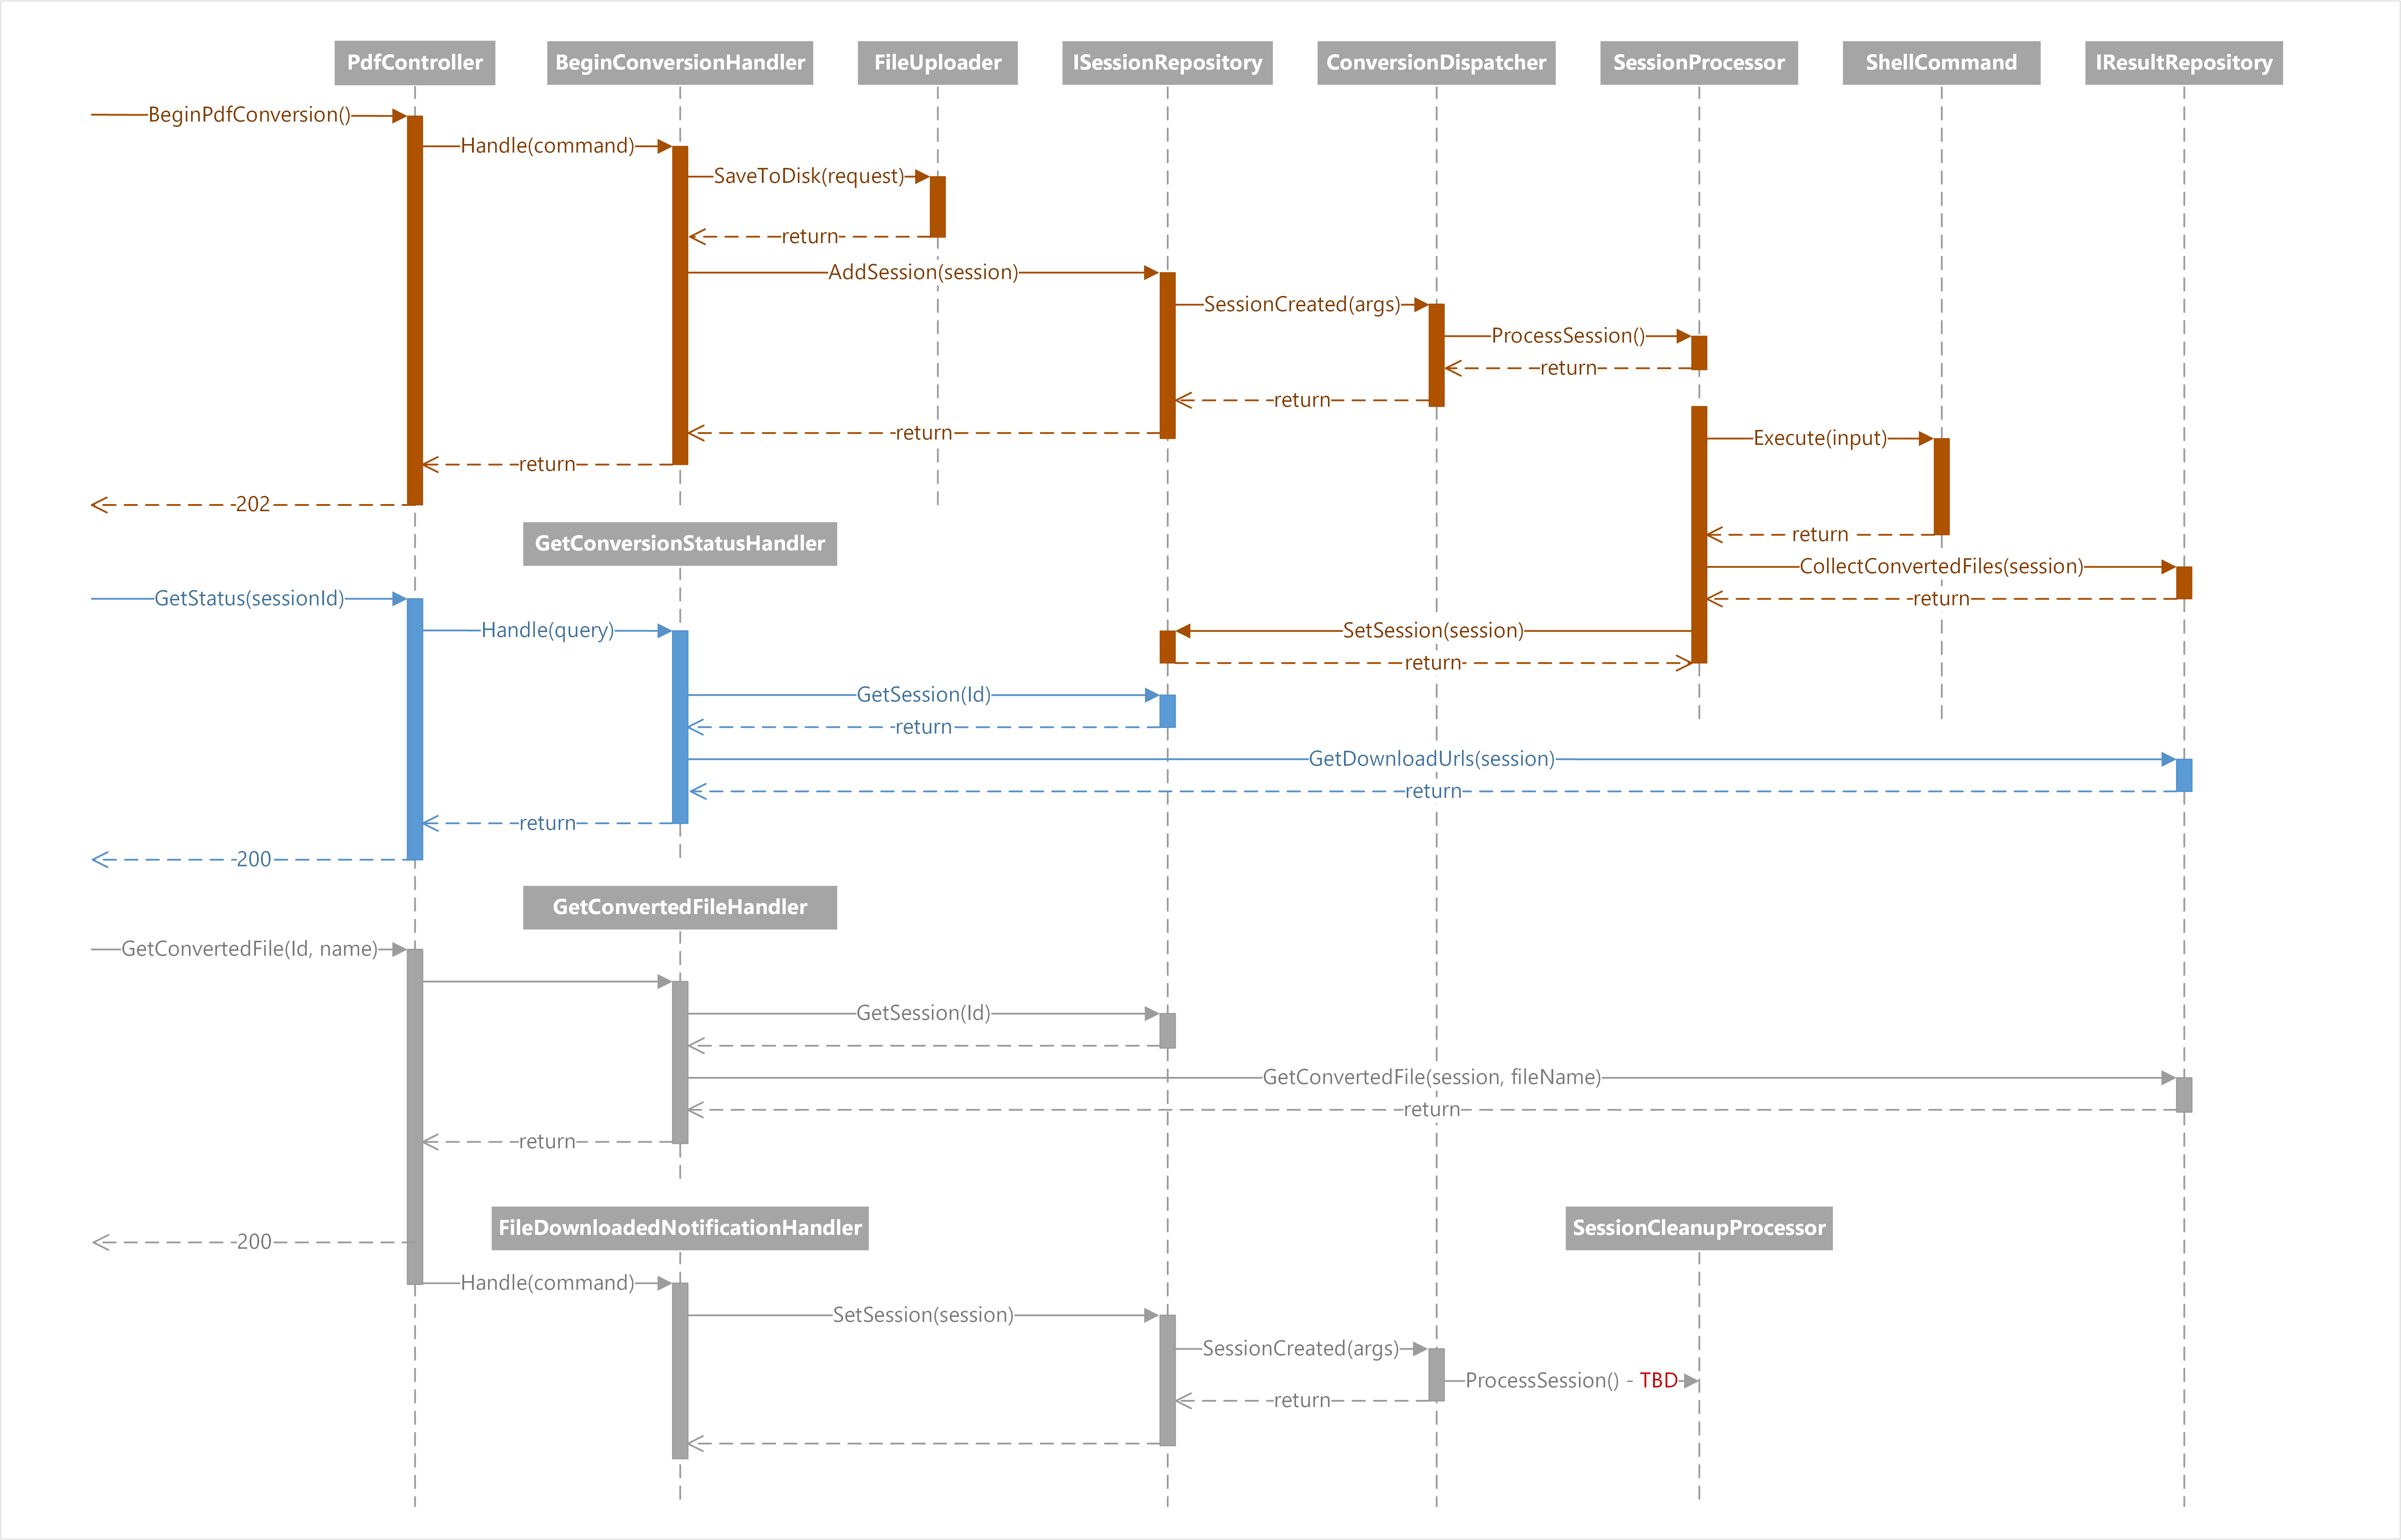 PdfController
BeginConversionHandler
FileUploader
ISessionRepository
ConversionDispatcher
SessionProcessor
ShellCommand
IResultRepository
BeginPdfConversion()
Handle(command)
SaveToDisk(request)
return
AddSession(session)
SessionCreated(args)
ProcessSession()
return
return
return
Execute(input)
return
202
return
GetConversionStatusHandler
CollectConvertedFiles(session)
GetStatus(sessionId)
return
Handle(query)
SetSession(session)
return
GetSession(Id)
return
GetDownloadUrls(session)
return
return
200
GetConvertedFileHandler
GetConvertedFile(Id, name)
GetSession(Id)
GetConvertedFile(session, fileName)
return
return
FileDownloadedNotificationHandler
SessionCleanupProcessor
200
Handle(command)
SetSession(session)
SessionCreated(args)
ProcessSession() - TBD
return